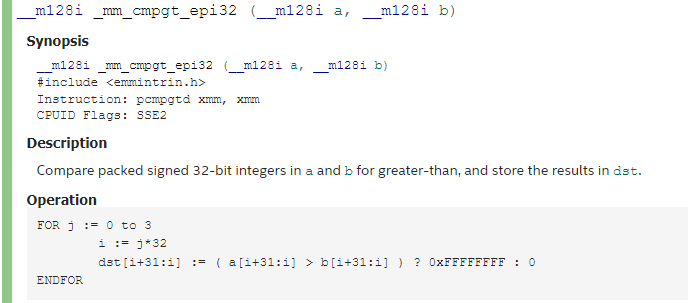 __m128i _mm_cmpgt_epi32 (__m128i a, __m128i b)
Synopsis
__m128i _mm_cmpgt_epi32 (__m128i a, __m128i b)
#include <emmintrin.h>
Instruction: pcmpgtd xmm, xmm
CPUID Flags: SSE2
Description
Compare packed signed 32-bit integers in a and b for greater-than, and store the results in dst.
Operation
FOR j := 0 to 3
i := j*32
dst[i+31:i] := ( a[i+31:i] > b[i+31:i] ) ? 0xFFFFFFFF : 0
ENDFOR